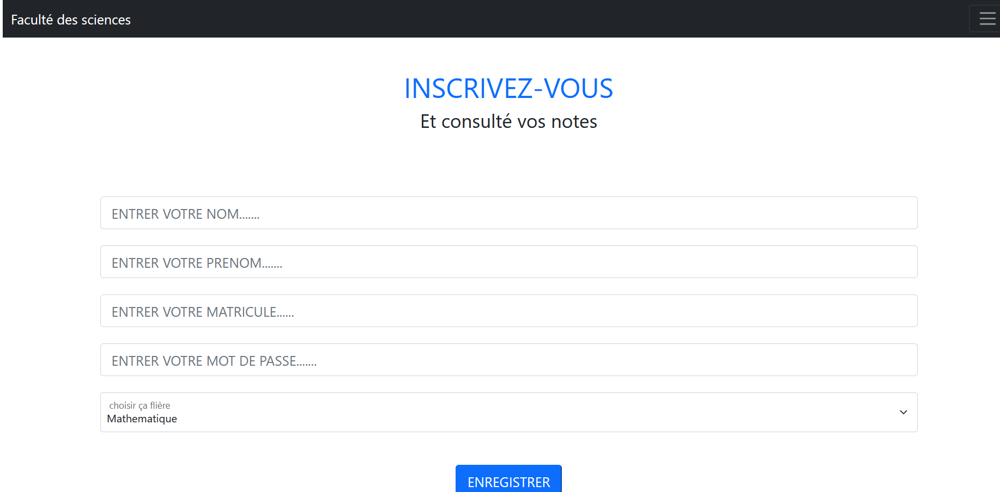 Faculté des sciences
INSCRIVEZ-VOUS
Et consulté vos notes
ENTRER VOTRE NOM.......
ENTRER VOTRE PRENOM.......
ENTRER VOTRE MATRICULE......
ENTRER VOTRE MOT DE PASSE.......
choisir ça flière
Mathematique
ENREGISTRER